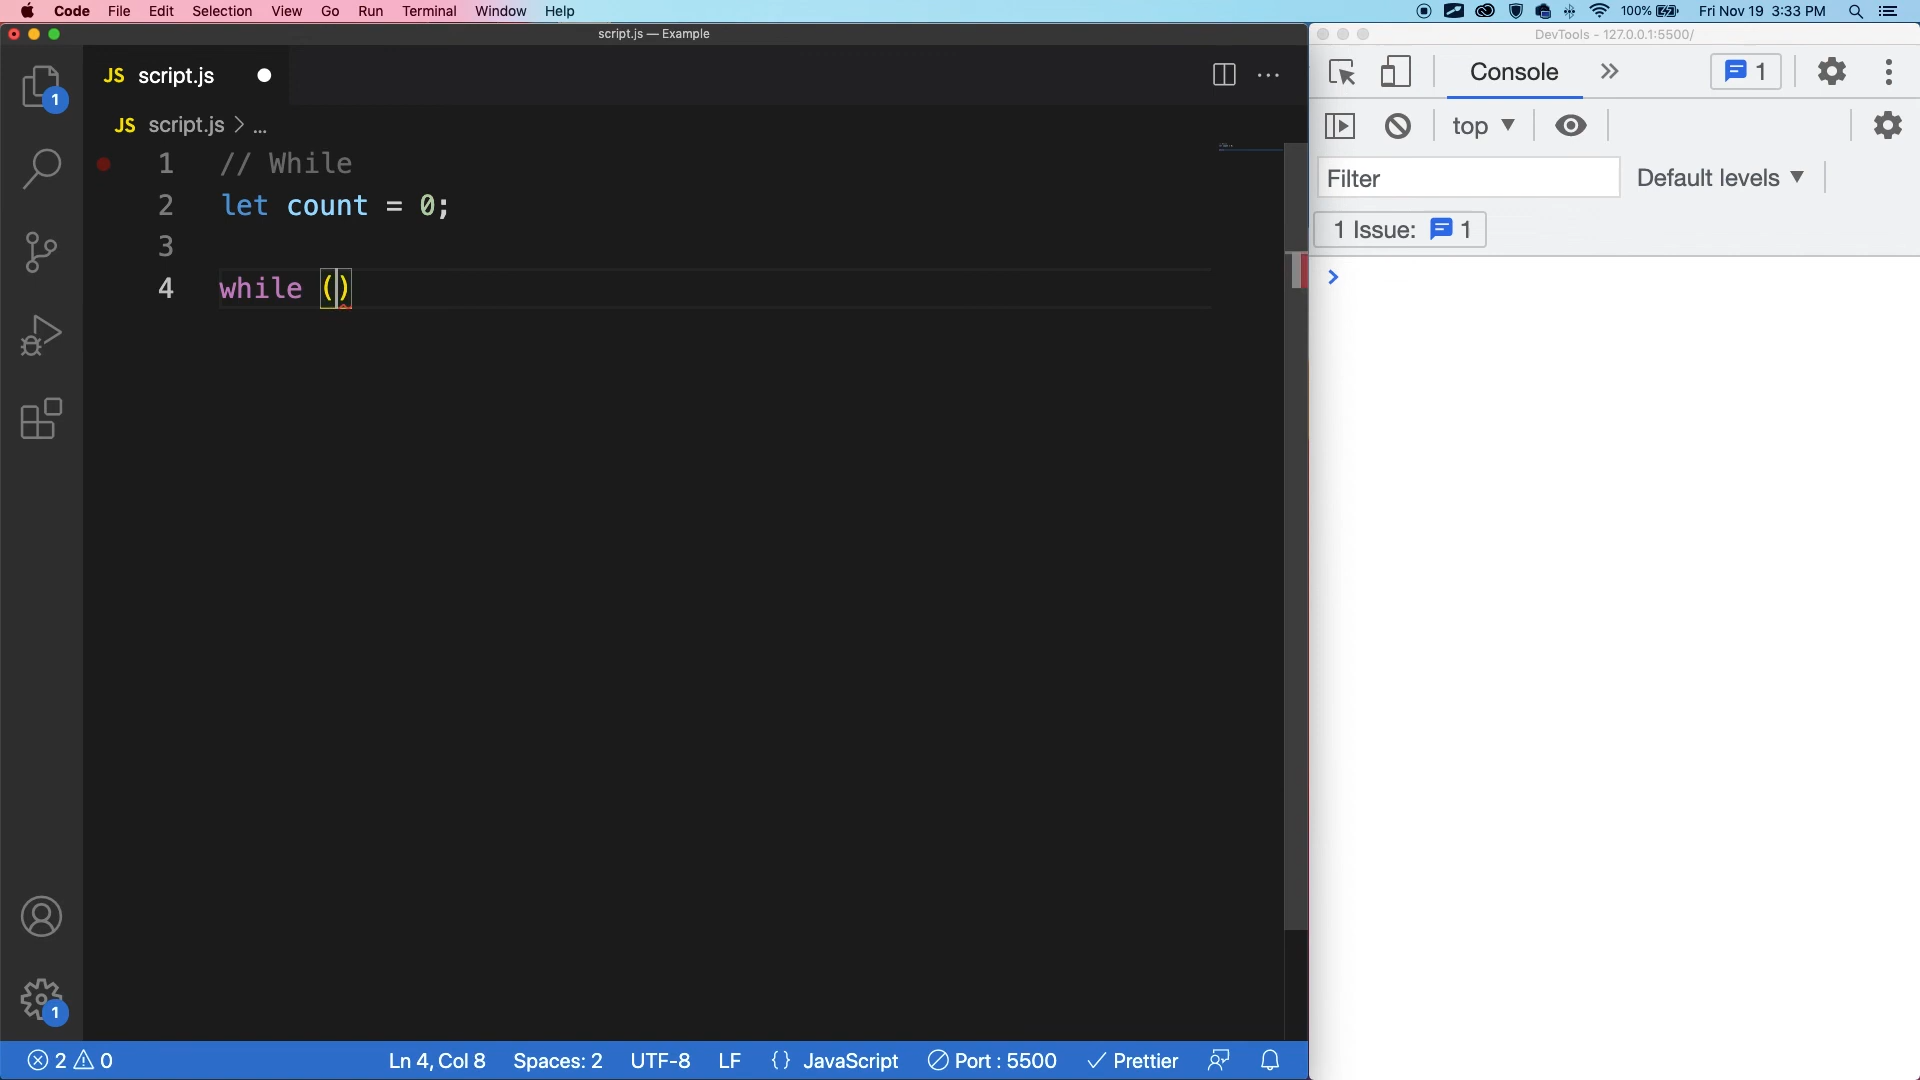 Code File Edit Selection View Go Run Terminal Window Help 100% Fri Nov 19 3:33 PM
script.js — Example
DevTools - 127.0.0.1:5500/
JS script.js
Console 1
JS script.js > ...
top
1 // While
2 let count = 0;
3
4 while ()
Filter Default levels
1 Issue: 1
>
1
1
2 0 Ln 4, Col 8 Spaces: 2 UTF-8 LF {} JavaScript Port : 5500 Prettier